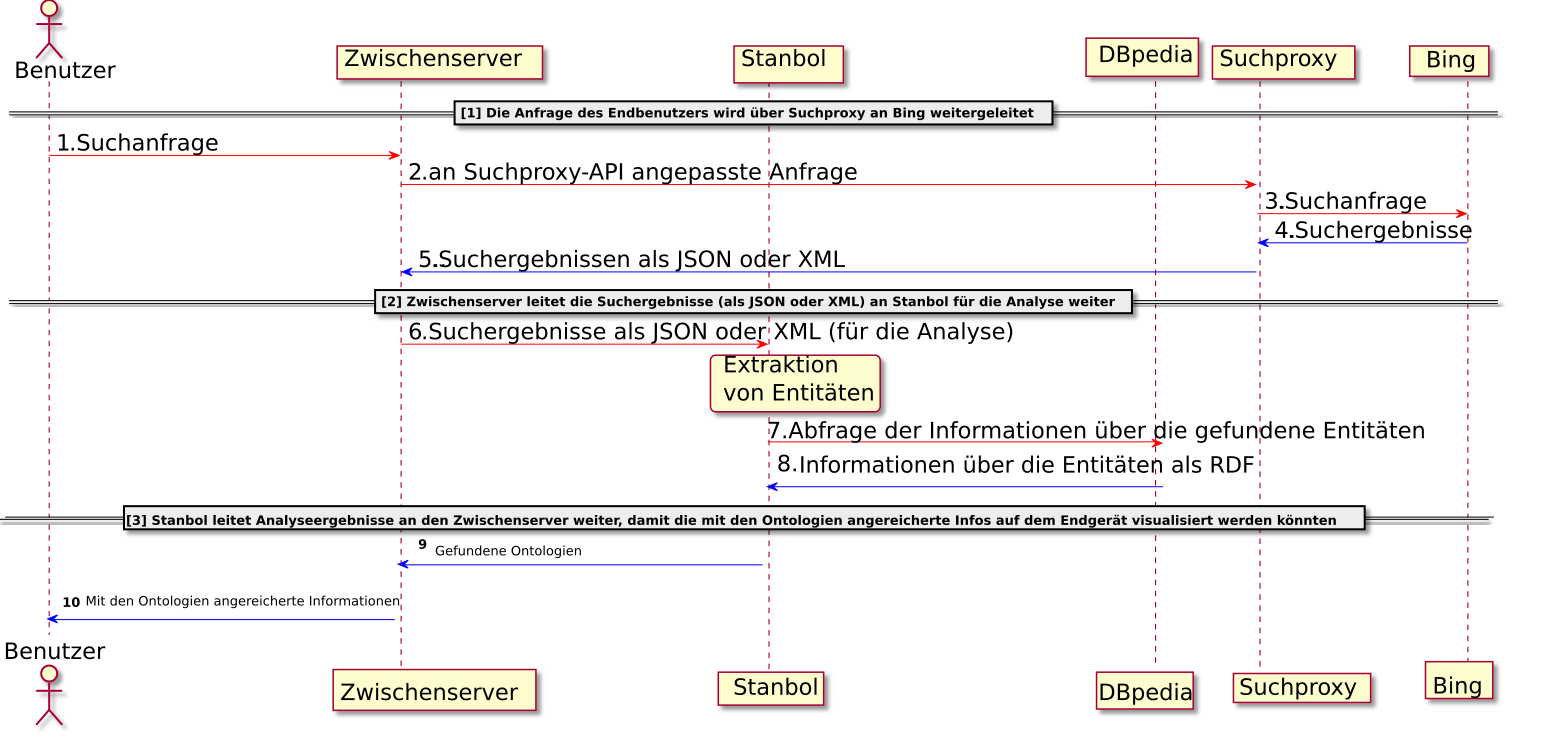 Benutzer
Zwischenserver
Stanbol
DBpedia
Suchproxy
Bing
[1] Die Anfrage des Endbenutzers wird über Suchproxy an Bing weitergeleitet
1.Suchanfrage
2.an Suchproxy-API angepasste Anfrage
3.Suchanfrage
4.Suchergebnisse
5.Suchergebnissen als JSON oder XML
[2] Zwischenserver leitet die Suchergebnisse (als JSON oder XML) an Stanbol für die Analyse weiter
6.Suchergebnisse als JSON oder XML (für die Analyse)
Extraktion
von Entitäten
7.Abfrage der Informationen über die gefundene Entitäten
8.Informationen über die Entitäten als RDF
[3] Stanbol leitet Analyseergebnisse an den Zwischenserver weiter, damit die mit den Ontologien angereicherte Infos auf dem Endgerät visualisiert werden könnten
9 Gefundene Ontologien
10 Mit den Ontologien angereicherte Informationen
Benutzer
Zwischenserver
Stanbol
DBpedia
Suchproxy
Bing